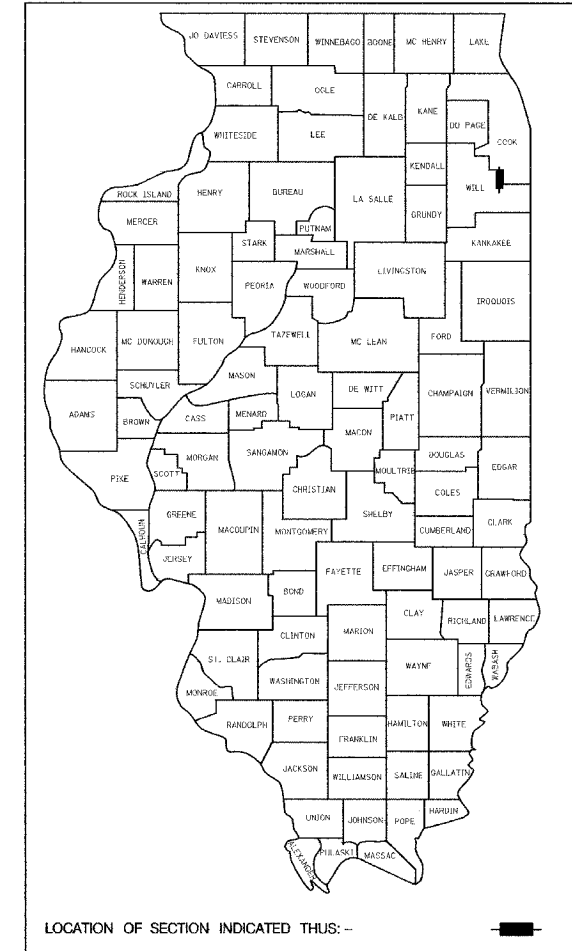 JO DAVIESS STEVENSON WINNEBAGO BOONE MC HENRY LAKE
CARROLL OGLE DE KALB KANE DU PAGE COOK
WHITESIDE LEE KENDALL WILL
ROCK ISLAND HENRY BUREAU LA SALLE GRUNDY
MERCER PUTNAM KANKAKEE
STARK MARSHALL
HENDERSON WARREN KNOX PEORIA WOODFORD LIVINGSTON IROQUOIS
HANCOCK MC DONOUGH FULTON TAZEWELL MC LEAN FORD
SCHUYLER MASON LOGAN DE WITT CHAMPAIGN VERMILION
ADAMS BROWN CASS MENARD MACON PIATT
MORGAN SANGAMON DOUGLAS EDGAR
PIKE SCOTT CHRISTIAN MOULTRIE COLES
CALHOUN GREENE MACOUPIN MONTGOMERY SHELBY CUMBERLAND CLARK
JERSEY FAYETTE EFFINGHAM JASPER CRAWFORD
MADISON BOND CLAY RICHLAND LAWRENCE
CLINTON MARION
ST. CLAIR WAYNE EDWARDS WABASH
MONROE WASHINGTON JEFFERSON
RANDOLPH PERRY HAMILTON WHITE
FRANKLIN
JACKSON WILLIAMSON SALINE GALLATIN
UNION JOHNSON POPE HARDIN
ALEXANDER PULASKI MASSAC
LOCATION OF SECTION INDICATED THUS: -